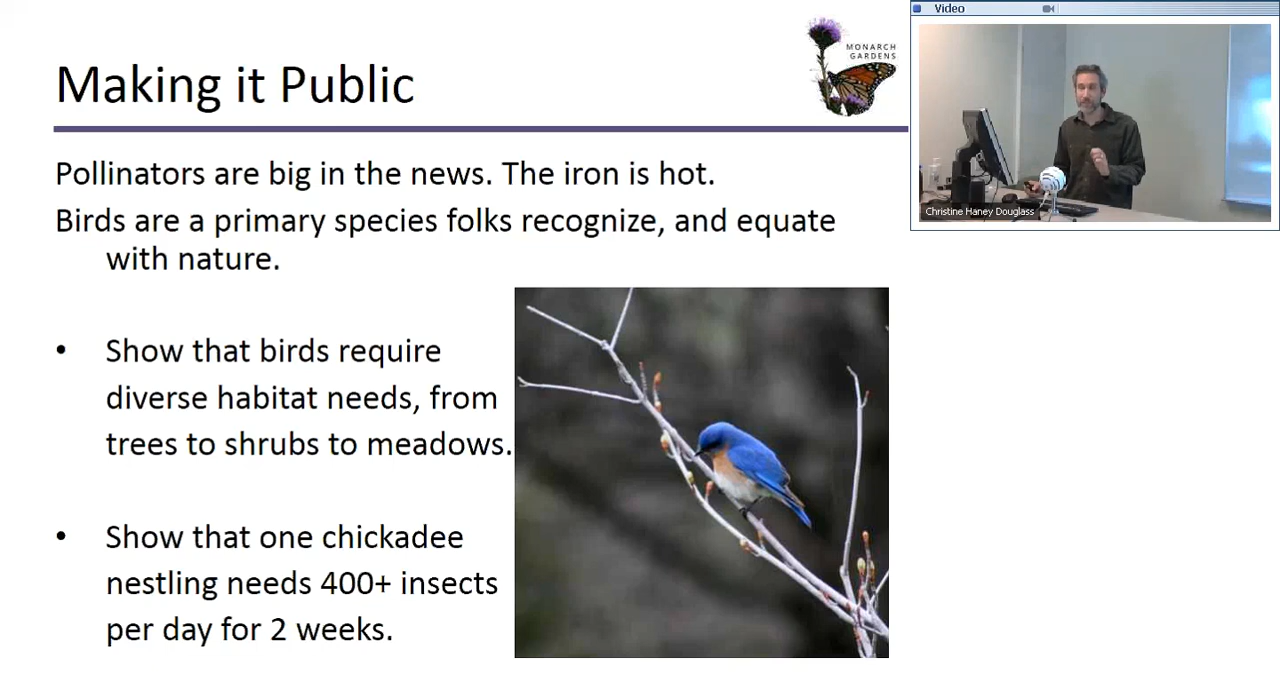 Making it Public
MONARCH
GARDENS
Video
Christine Haney Douglass
Pollinators are big in the news. The iron is hot.
Birds are a primary species folks recognize, and equate
with nature.
• Show that birds require
diverse habitat needs, from
trees to shrubs to meadows.
• Show that one chickadee
nestling needs 400+ insects
per day for 2 weeks.